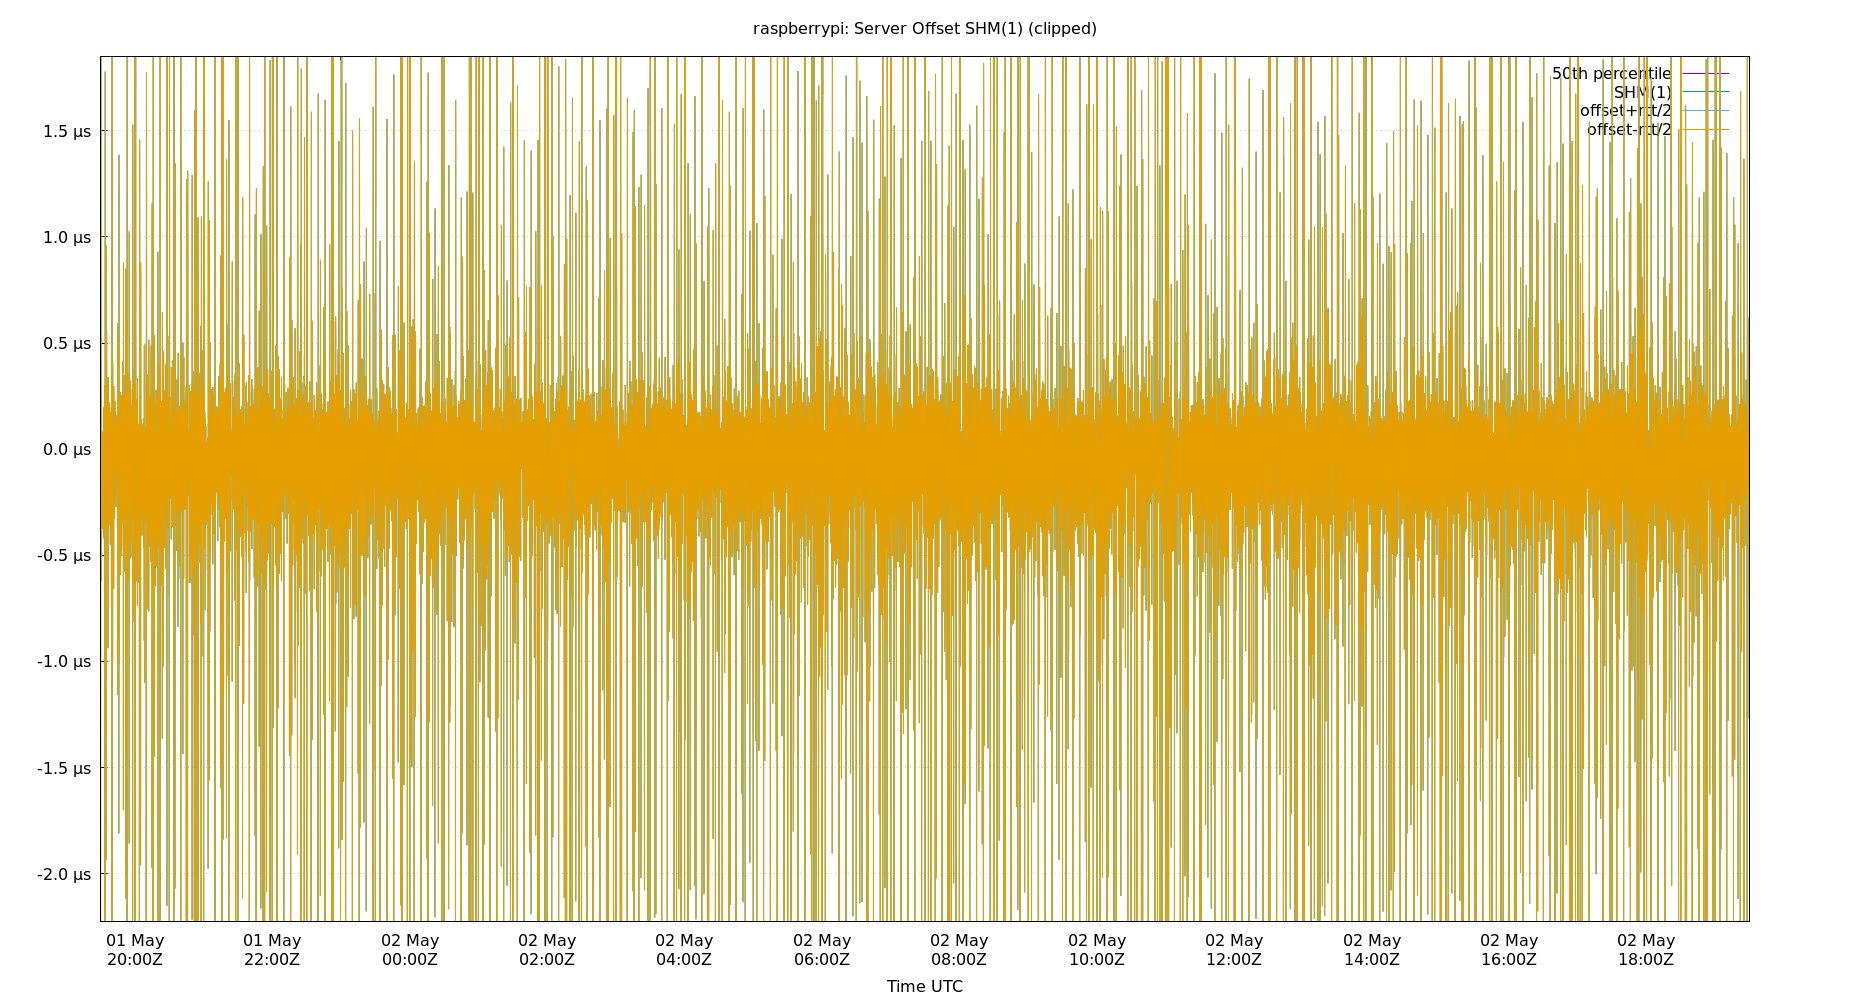 raspberrypi: Server Offset SHM(1) (clipped)
50th percentile
SHM(1)
offset+rtt/2
offset-rtt/2
1.5 µs
1.0 µs
0.5 µs
0.0 µs
-0.5 µs
-1.0 µs
-1.5 µs
-2.0 µs
01 May 01 May 02 May 02 May 02 May 02 May 02 May 02 May 02 May 02 May 02 May 02 May
20:00Z 22:00Z 00:00Z 02:00Z 04:00Z 06:00Z 08:00Z 10:00Z 12:00Z 14:00Z 16:00Z 18:00Z
Time UTC